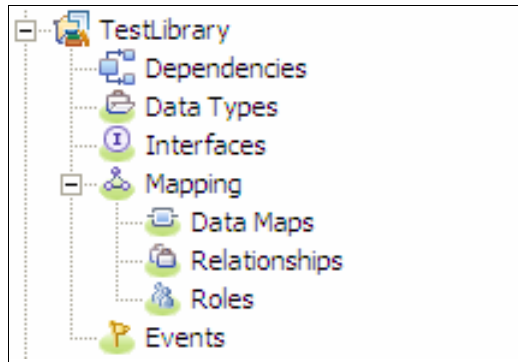 TestLibrary
Dependencies
Data Types
Interfaces
Mapping
Data Maps
Relationships
Roles
Events